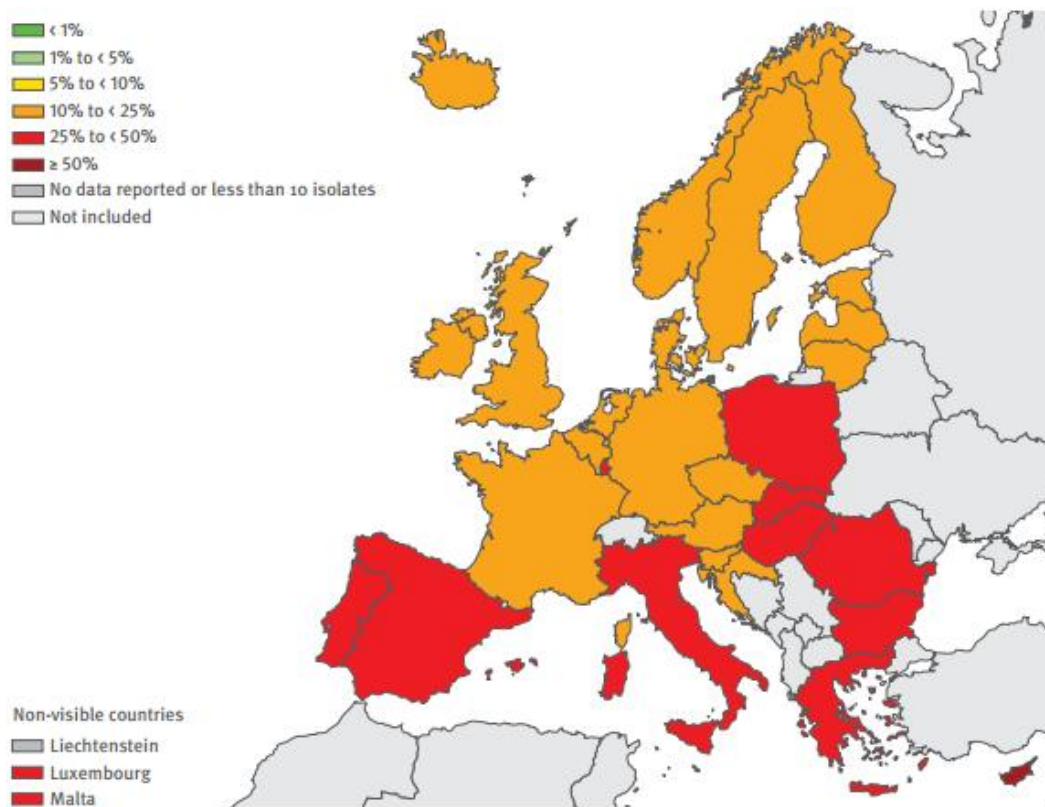 < 1%
1% to < 5%
5% to < 10%
10% to < 25%
25% to < 50%
≥ 50%
No data reported or less than 10 isolates
Not included
Non-visible countries
Liechtenstein
Luxembourg
Malta